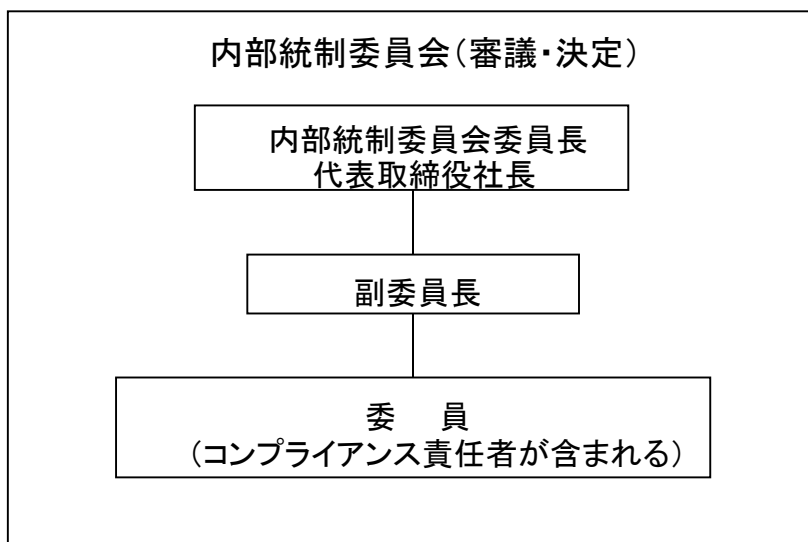 内部統制委員会(審議・決定)
内部統制委員会委員長
代表取締役社長
副委員長
委　員
(コンプライアンス責任者が含まれる)